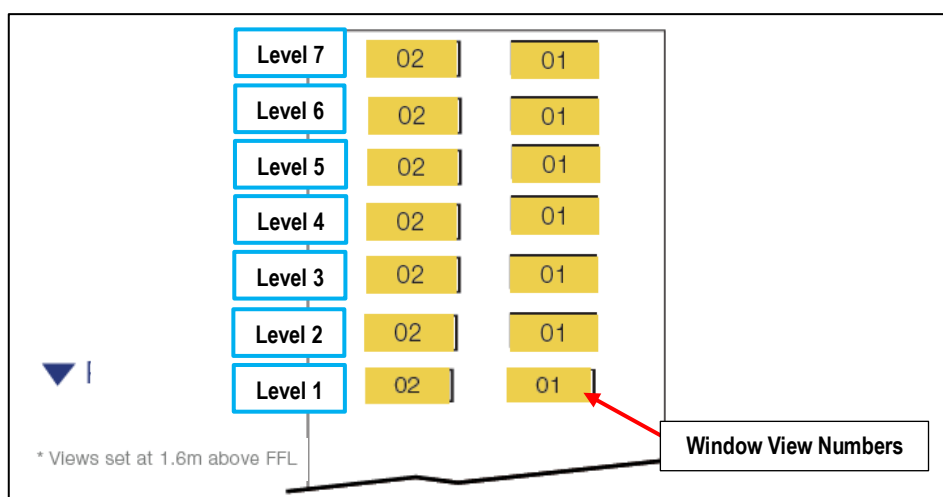 Level 7 02 01
Level 6 02 01
Level 5 02 01
Level 4 02 01
Level 3 02 01
Level 2 02 01
Level 1 02 01
Window View Numbers
* Views set at 1.6m above FFL